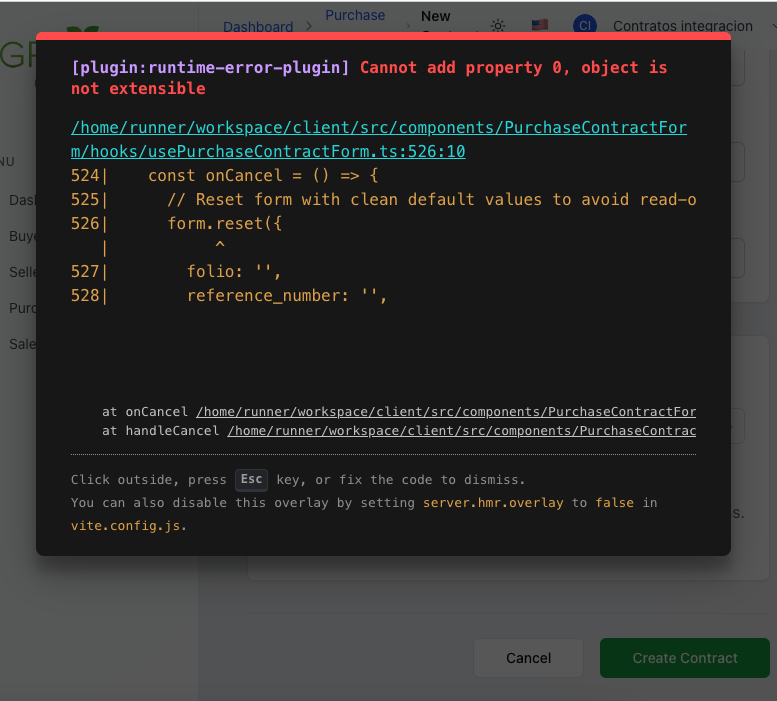 Dashboard > Purchase > New
CI Contratos integracion
GR
[plugin:runtime-error-plugin] Cannot add property 0, object is
not extensible
/home/runner/workspace/client/src/components/PurchaseContractFor
m/hooks/usePurchaseContractForm.ts:526:10
NU
524| const onCancel = () => {
Dasl
525| // Reset form with clean default values to avoid read-o
526| form.reset({
Buye
| ^
Selle
527| folio: '',
528| reference_number: '',
Purc
Sale
at onCancel /home/runner/workspace/client/src/components/PurchaseContractFor
at handleCancel /home/runner/workspace/client/src/components/PurchaseContrac
Click outside, press Esc key, or fix the code to dismiss.
You can also disable this overlay by setting server.hmr.overlay to false in
s.
vite.config.js.
Cancel
Create Contract